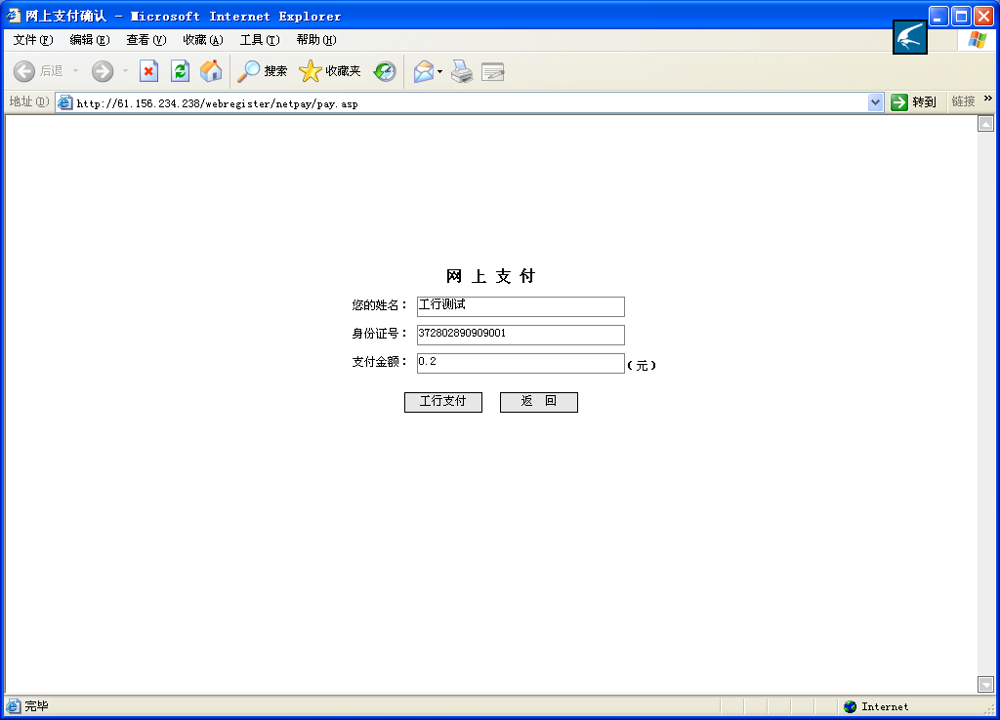 网上支付确认 - Microsoft Internet Explorer
文件(F) 编辑(E) 查看(V) 收藏(A) 工具(T) 帮助(H)
后退 搜索 收藏夹
地址(D) http://61.156.234.238/webregister/netpay/pay.asp 转到 链接 »
网 上 支 付
您的姓名： 工行测试
身份证号： 372802890909001
支付金额： 0.2 (元)
工行支付 返 回
完毕 Internet